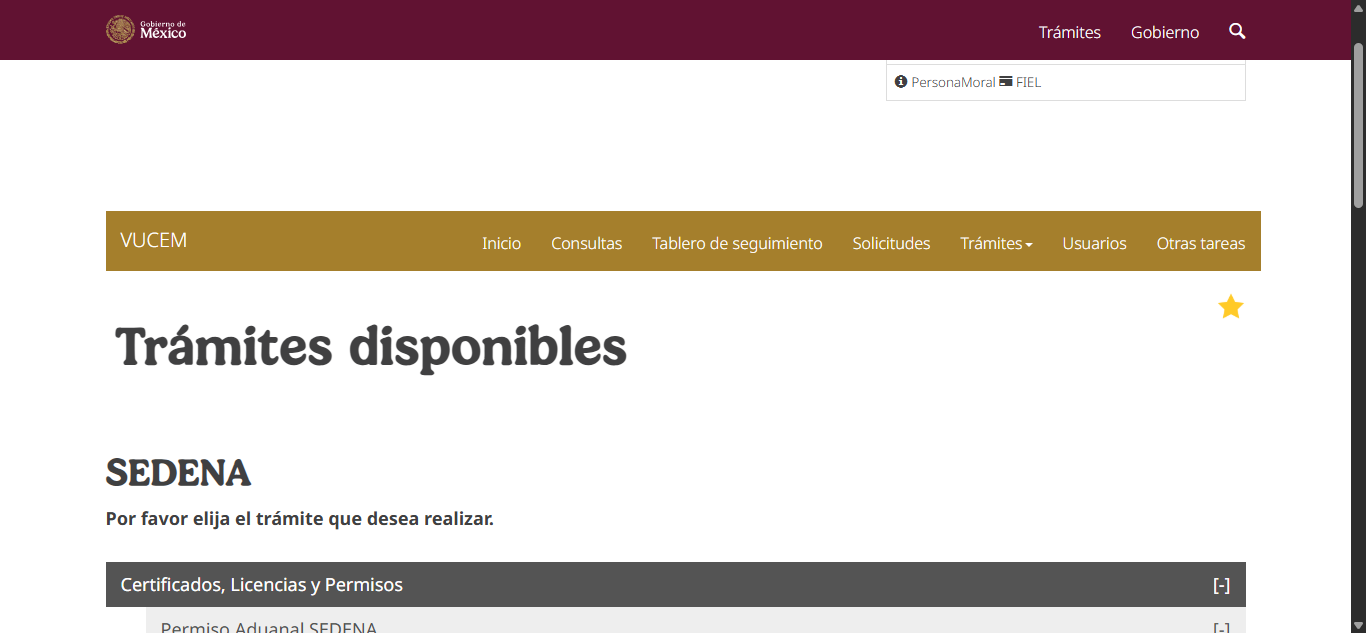 Gobierno de
México
Trámites Gobierno
PersonaMoral FIEL
VUCEM Inicio Consultas Tablero de seguimiento Solicitudes Trámites Usuarios Otras tareas
Trámites disponibles
SEDENA
Por favor elija el trámite que desea realizar.
Certificados, Licencias y Permisos [-]
Permiso Aduanal SEDENA [-]